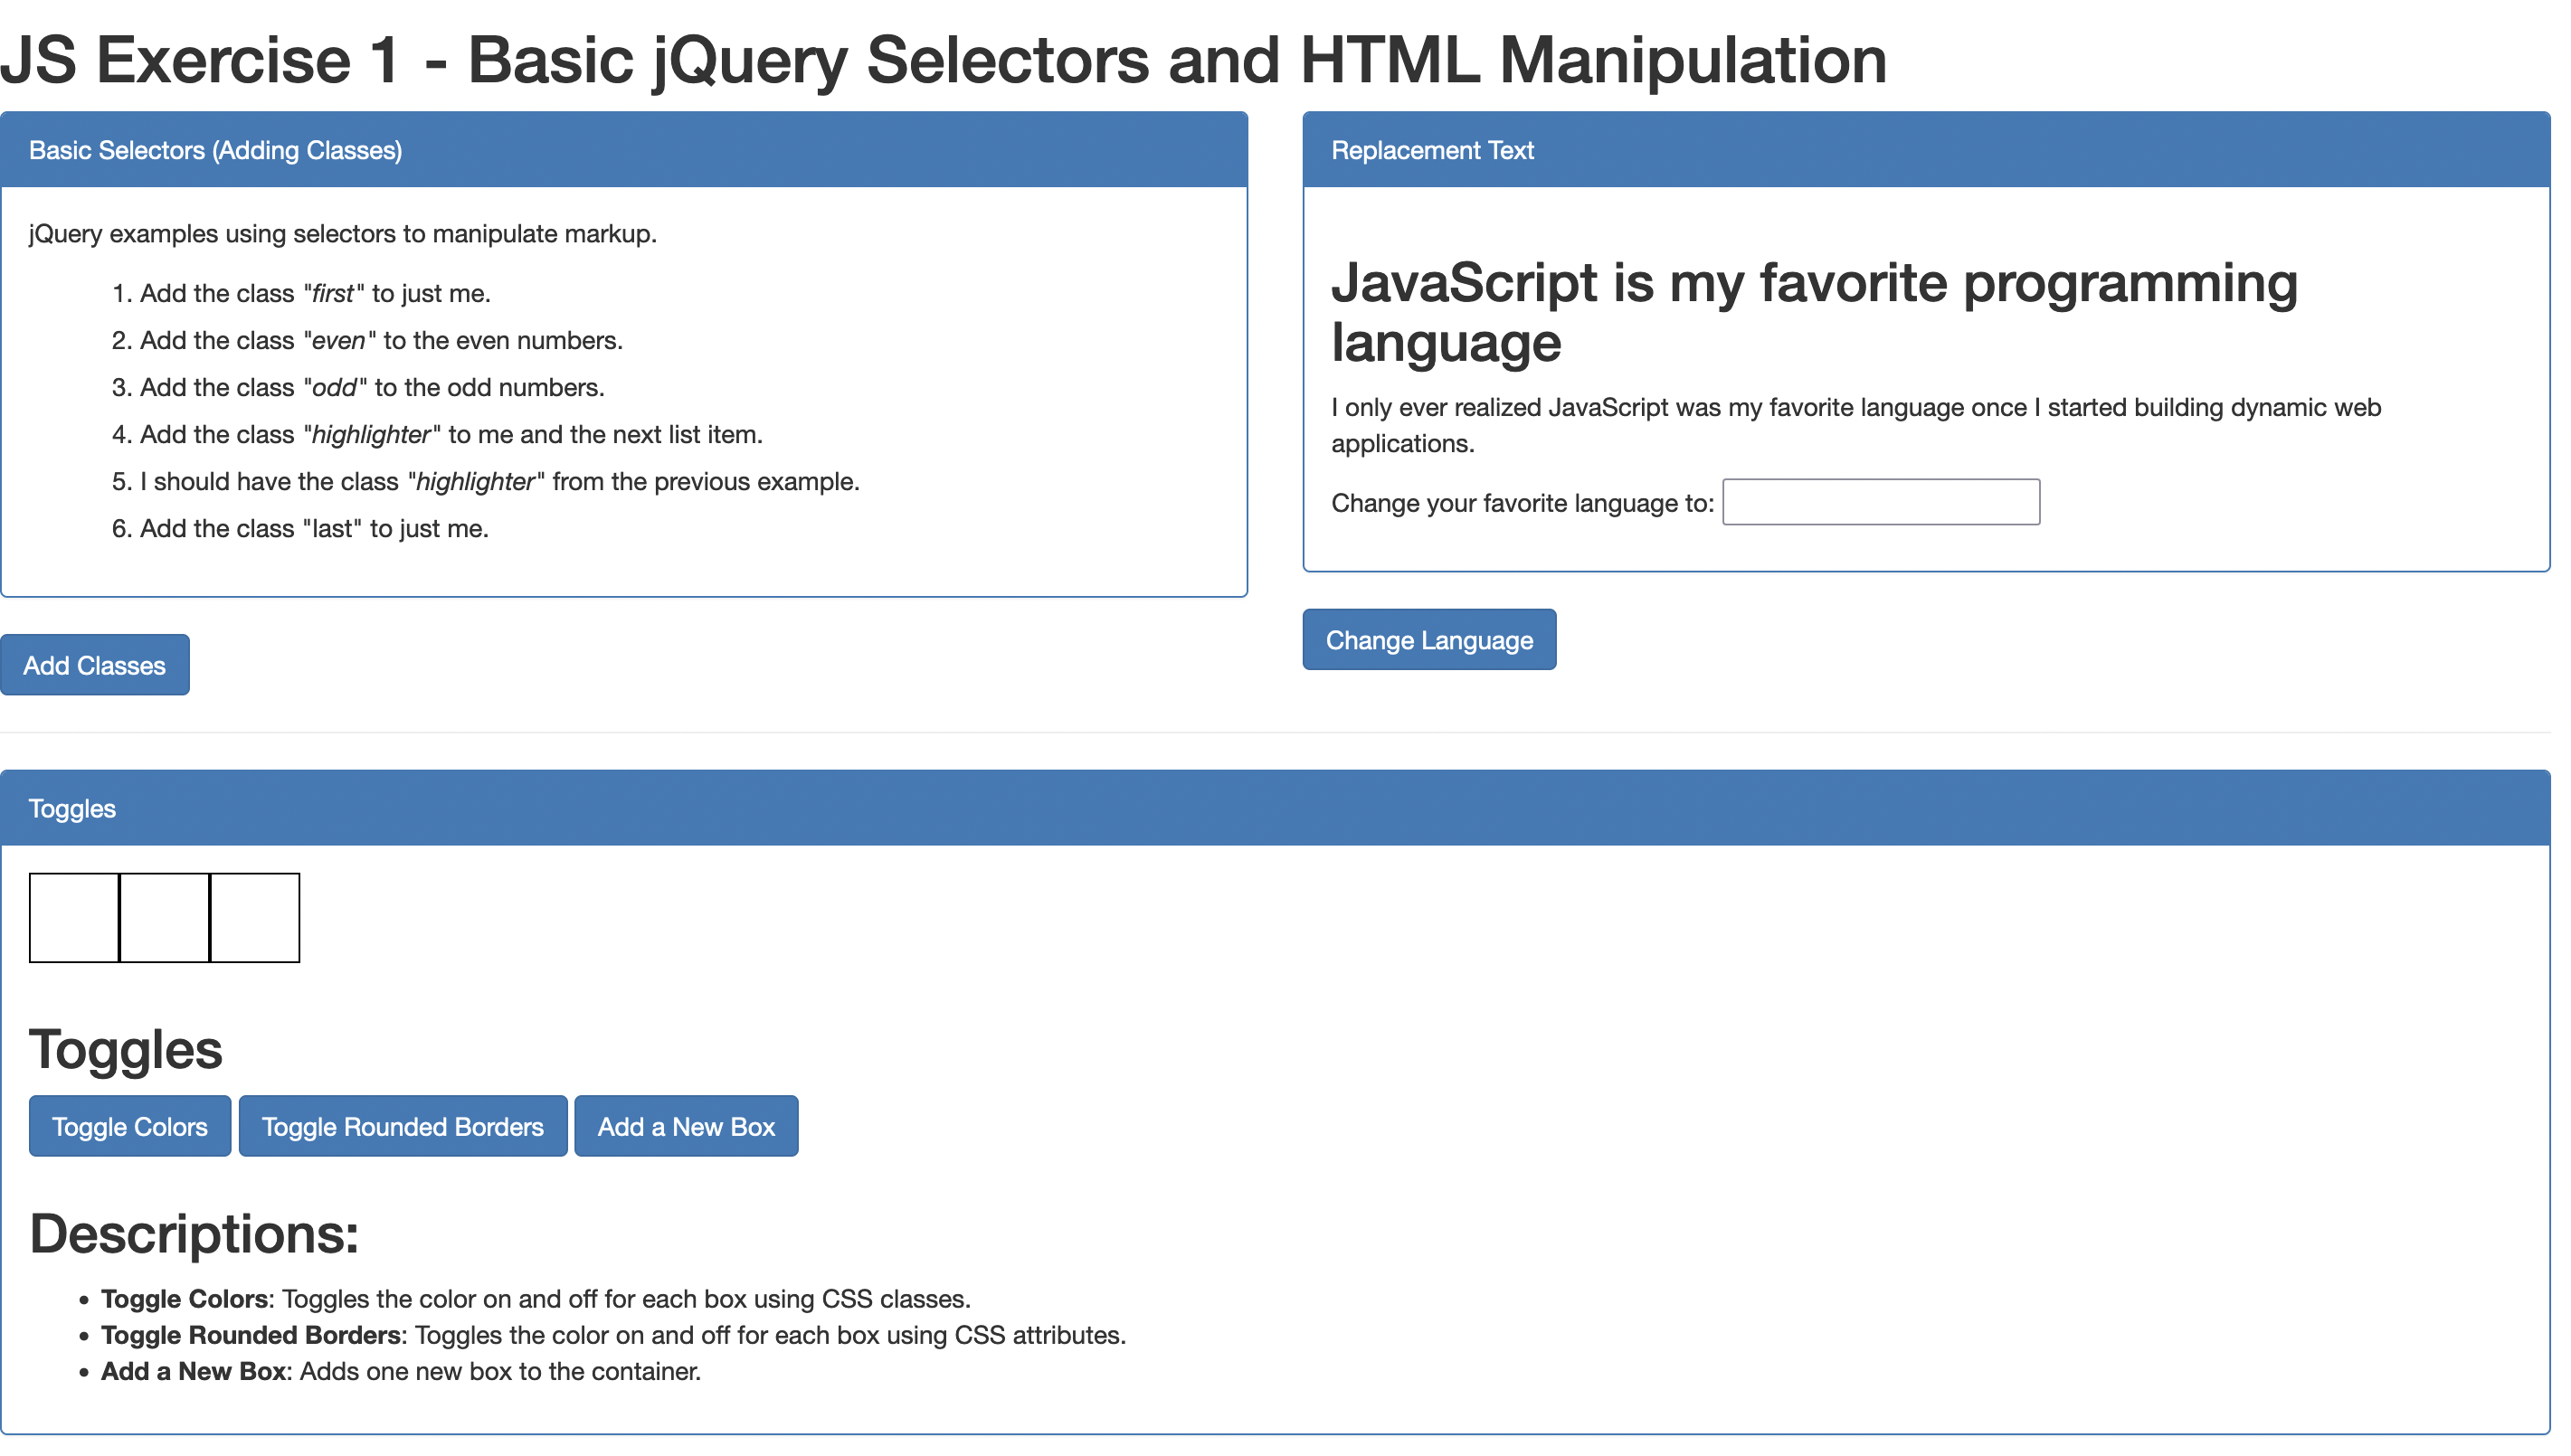 JS Exercise 1 - Basic jQuery Selectors and HTML Manipulation
Basic Selectors (Adding Classes)
jQuery examples using selectors to manipulate markup.
1. Add the class "first" to just me.
2. Add the class "even" to the even numbers.
3. Add the class "odd" to the odd numbers.
4. Add the class "highlighter" to me and the next list item.
5. I should have the class "highlighter" from the previous example.
6. Add the class "last" to just me.
Add Classes
Replacement Text
JavaScript is my favorite programming
language
I only ever realized JavaScript was my favorite language once I started building dynamic web
applications.
Change your favorite language to:
Change Language
Toggles
Toggles
Toggle Colors Toggle Rounded Borders Add a New Box
Descriptions:
• Toggle Colors: Toggles the color on and off for each box using CSS classes.
• Toggle Rounded Borders: Toggles the color on and off for each box using CSS attributes.
• Add a New Box: Adds one new box to the container.